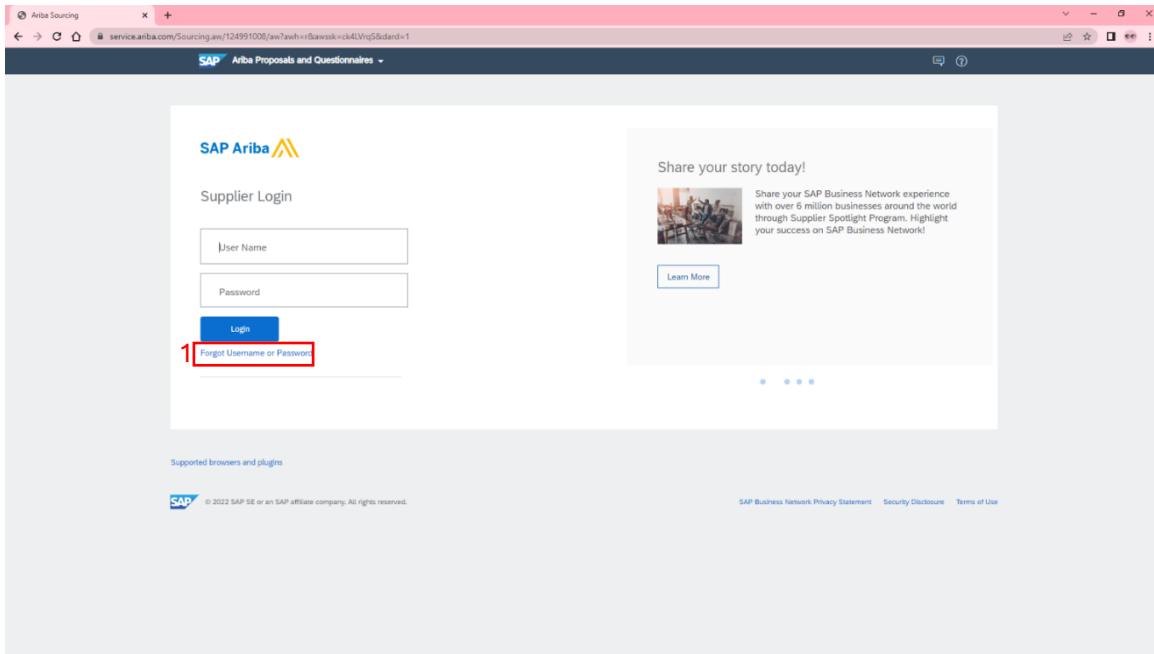 Ariba Sourcing
service.ariba.com/Sourcing.aw/124991008/aw?awh=r&awssk=ck4LVrqS&dard=1
SAP Ariba Proposals and Questionnaires
SAP Ariba
Supplier Login
User Name
Password
Login
1
Forgot Username or Password
Share your story today!
Share your SAP Business Network experience
with over 6 million businesses around the world
through Supplier Spotlight Program. Highlight
your success on SAP Business Network!
Learn More
Supported browsers and plugins
SAP © 2022 SAP SE or an SAP affiliate company. All rights reserved.
SAP Business Network Privacy Statement Security Disclosure Terms of Use